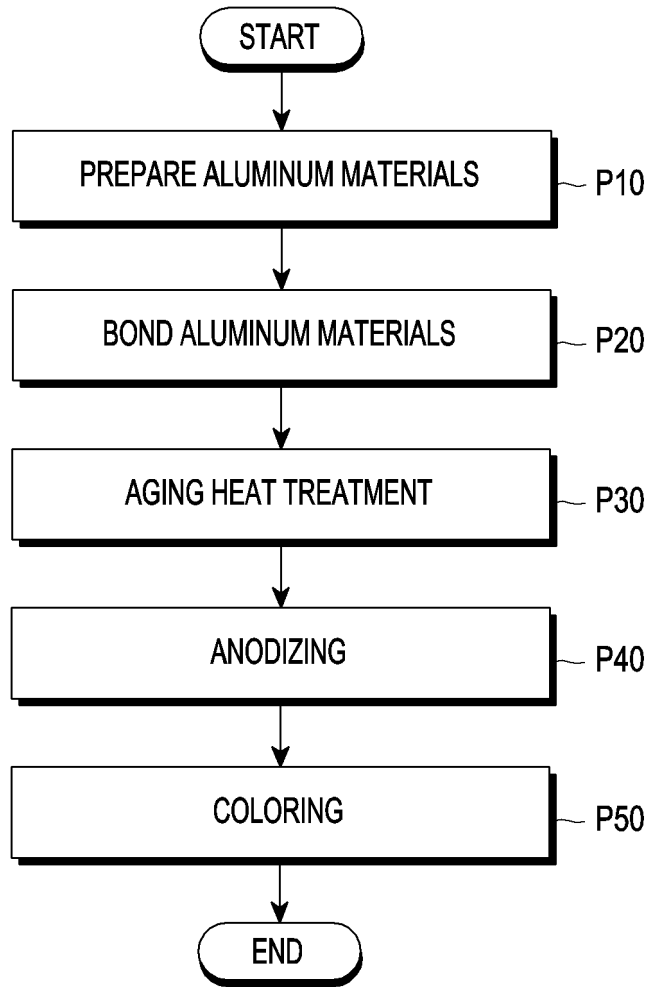 START
PREPARE ALUMINUM MATERIALS
P10
BOND ALUMINUM MATERIALS
P20
AGING HEAT TREATMENT
P30
ANODIZING
P40
COLORING
P50
END